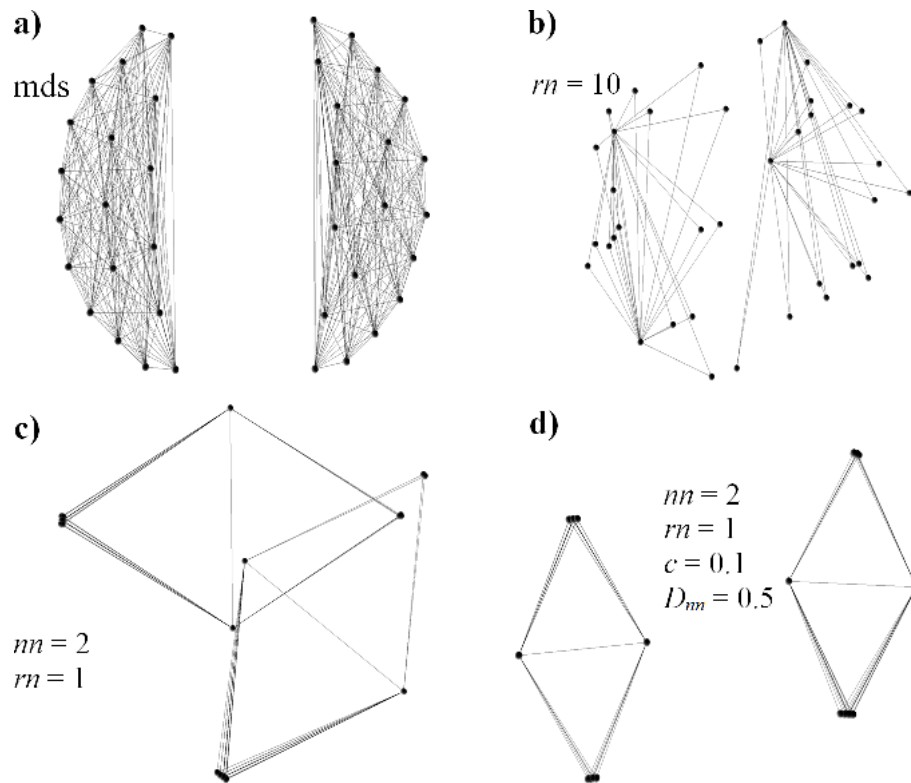 a)
mds
b)
rn = 10
c)
nn = 2
rn = 1
d)
nn = 2
rn = 1
c = 0.1
Dnn = 0.5